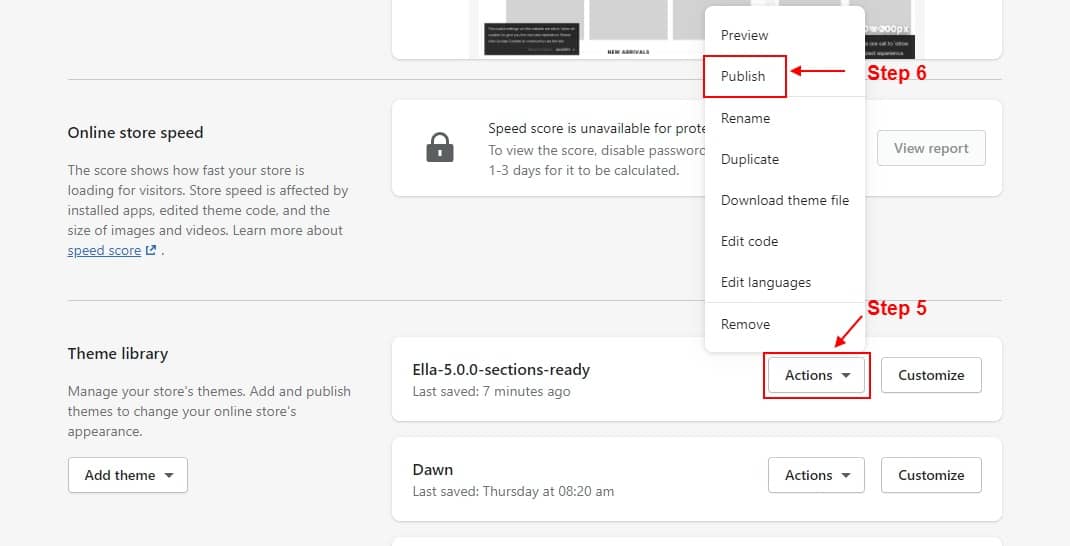 NEW ARRIVALS
Preview
Publish
Step 6
Rename
Duplicate
Download theme file
Edit code
Edit languages
Remove
Online store speed
The score shows how fast your store is
loading for visitors. Store speed is affected by
installed apps, edited theme code, and the
size of images and videos. Learn more about
speed score .
Speed score is unavailable for prote
To view the score, disable password
1-3 days for it to be calculated.
View report
Step 5
Theme library
Manage your store's themes. Add and publish
themes to change your online store's
appearance.
Add theme
Ella-5.0.0-sections-ready
Last saved: 7 minutes ago
Actions
Customize
Dawn
Last saved: Thursday at 08:20 am
Actions
Customize